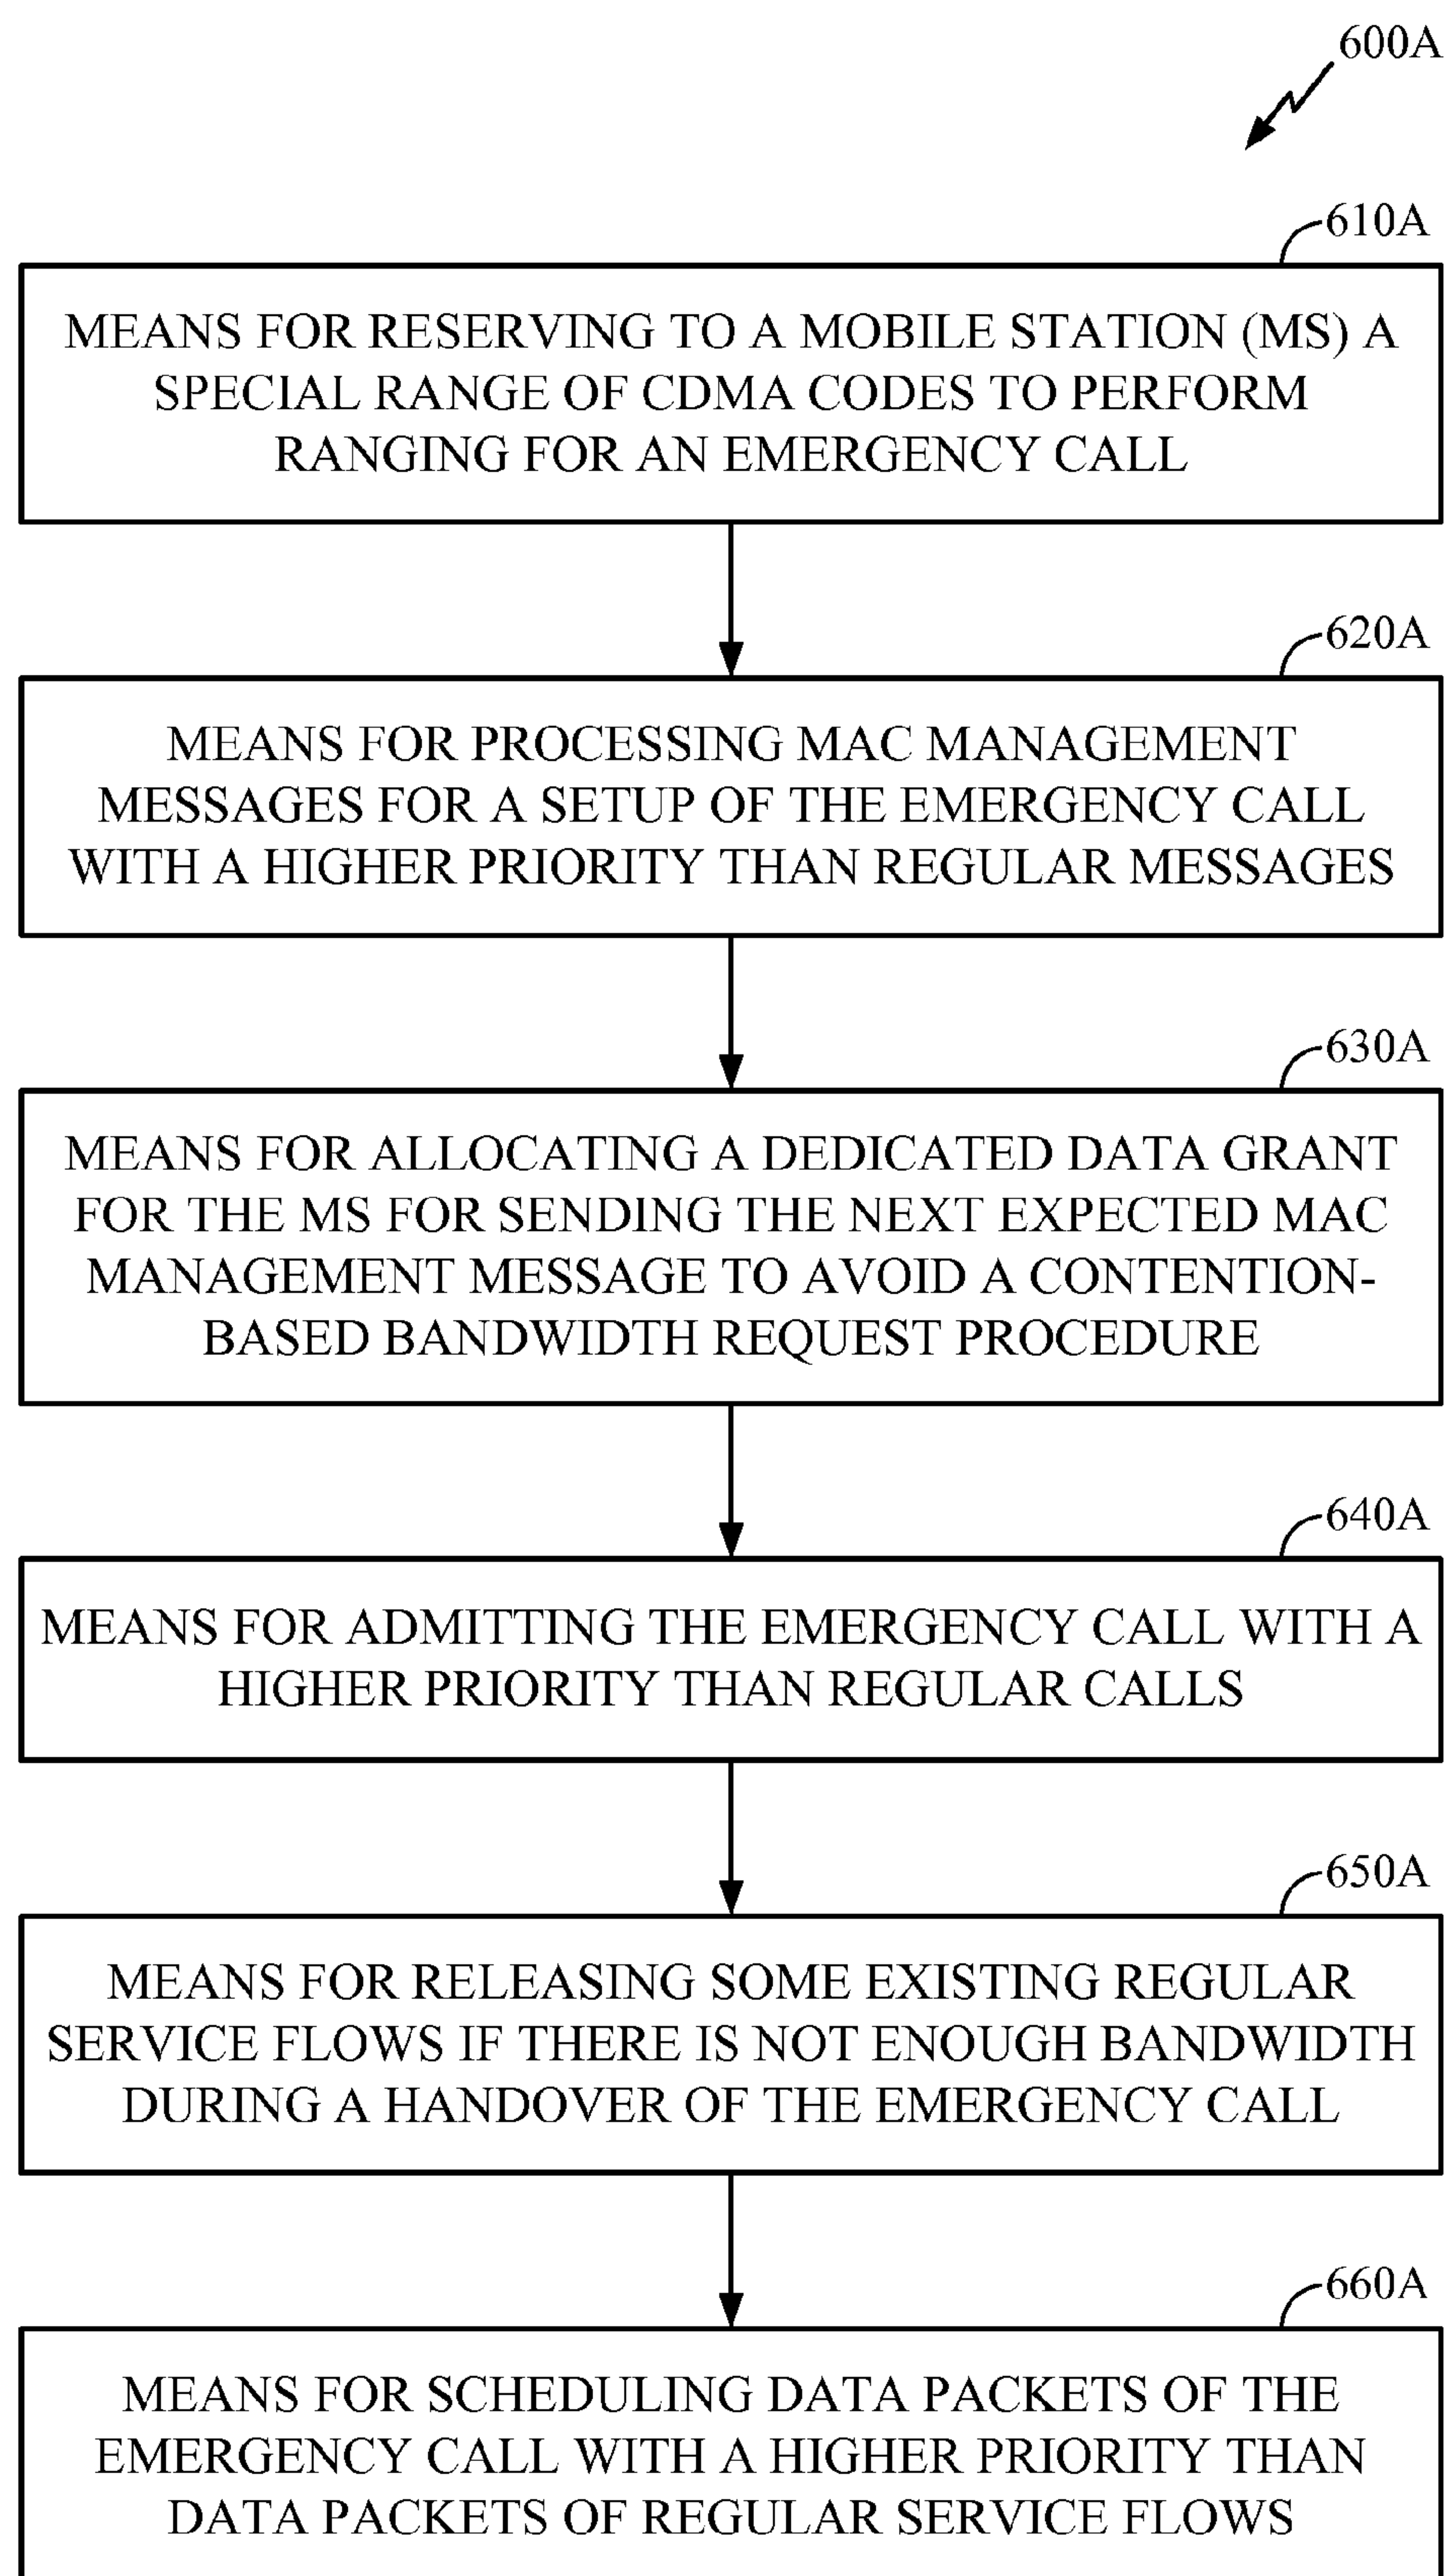 600A
610A
MEANS FOR RESERVING TO A MOBILE STATION (MS) A
SPECIAL RANGE OF CDMA CODES TO PERFORM
RANGING FOR AN EMERGENCY CALL
620A
MEANS FOR PROCESSING MAC MANAGEMENT
MESSAGES FOR A SETUP OF THE EMERGENCY CALL
WITH A HIGHER PRIORITY THAN REGULAR MESSAGES
630A
MEANS FOR ALLOCATING A DEDICATED DATA GRANT
FOR THE MS FOR SENDING THE NEXT EXPECTED MAC
MANAGEMENT MESSAGE TO AVOID A CONTENTION-
BASED BANDWIDTH REQUEST PROCEDURE
640A
MEANS FOR ADMITTING THE EMERGENCY CALL WITH A
HIGHER PRIORITY THAN REGULAR CALLS
650A
MEANS FOR RELEASING SOME EXISTING REGULAR
SERVICE FLOWS IF THERE IS NOT ENOUGH BANDWIDTH
DURING A HANDOVER OF THE EMERGENCY CALL
660A
MEANS FOR SCHEDULING DATA PACKETS OF THE
EMERGENCY CALL WITH A HIGHER PRIORITY THAN
DATA PACKETS OF REGULAR SERVICE FLOWS